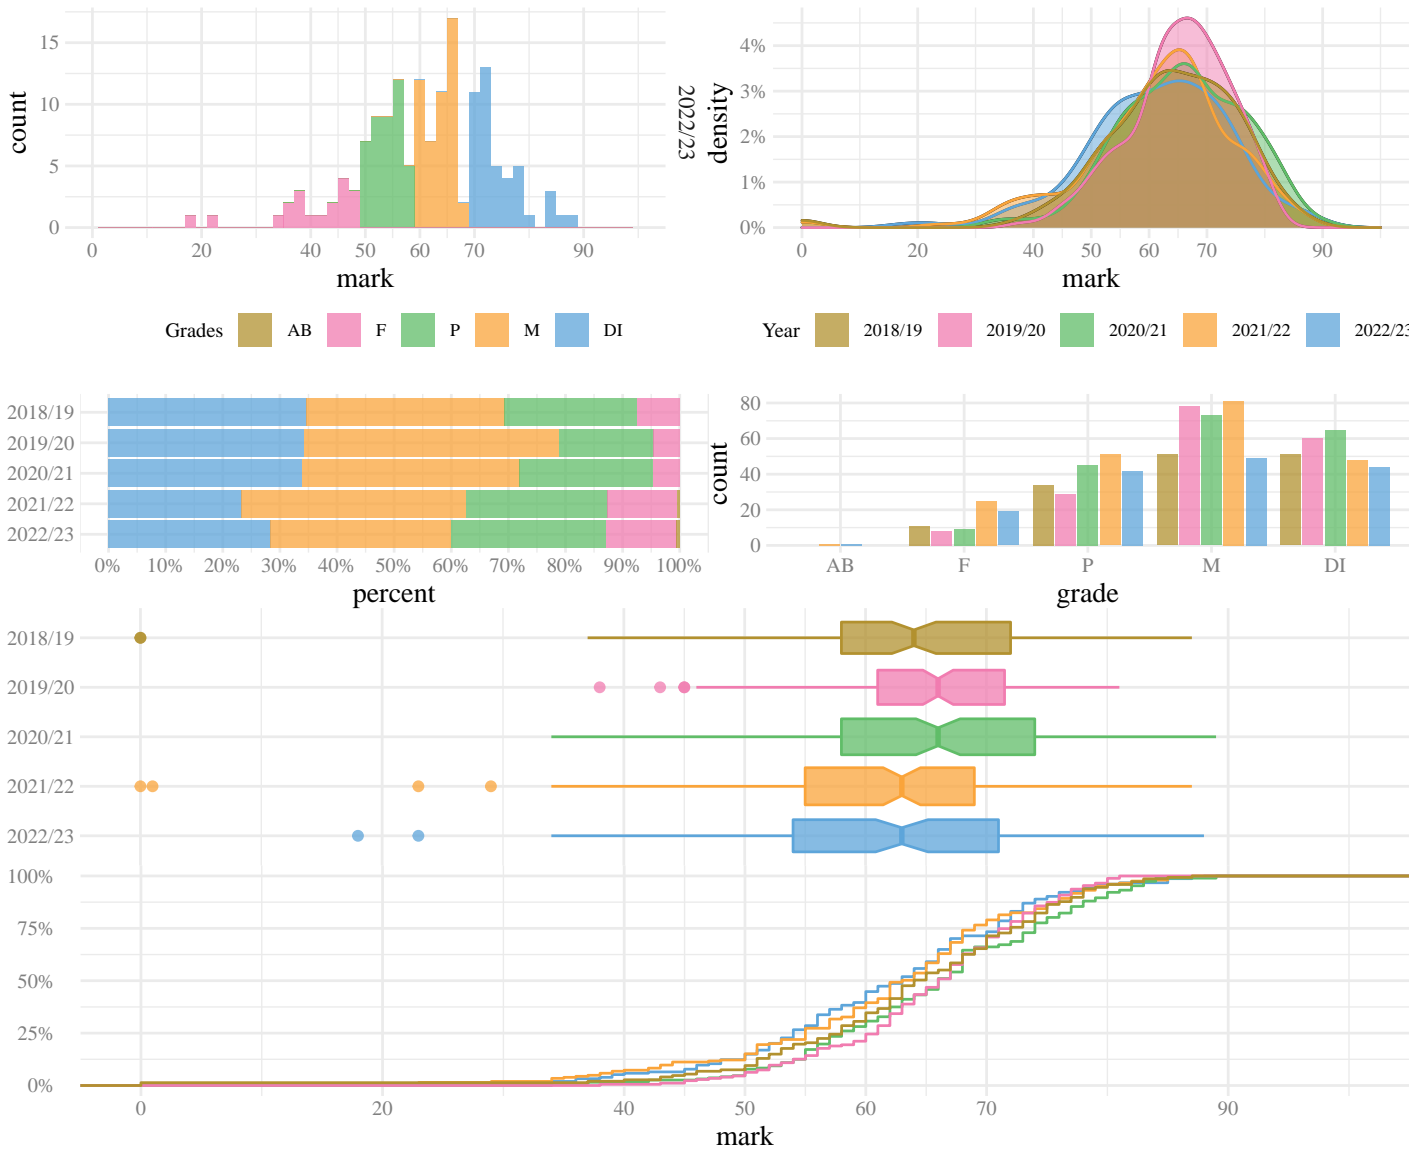 15
10
5
0
count
0 20 40 50 60 70 90
mark
2022/23
4%
3%
2%
1%
0%
density
0 20 40 50 60 70 90
mark
Grades AB F P M DI
Year 2018/19 2019/20 2020/21 2021/22 2022/23
2018/19
2019/20
2020/21
2021/22
2022/23
0% 10% 20% 30% 40% 50% 60% 70% 80% 90% 100%
percent
80
60
40
20
0
count
AB F P M DI
grade
2018/19
2019/20
2020/21
2021/22
2022/23
100%
75%
50%
25%
0%
0 20 40 50 60 70 90
mark